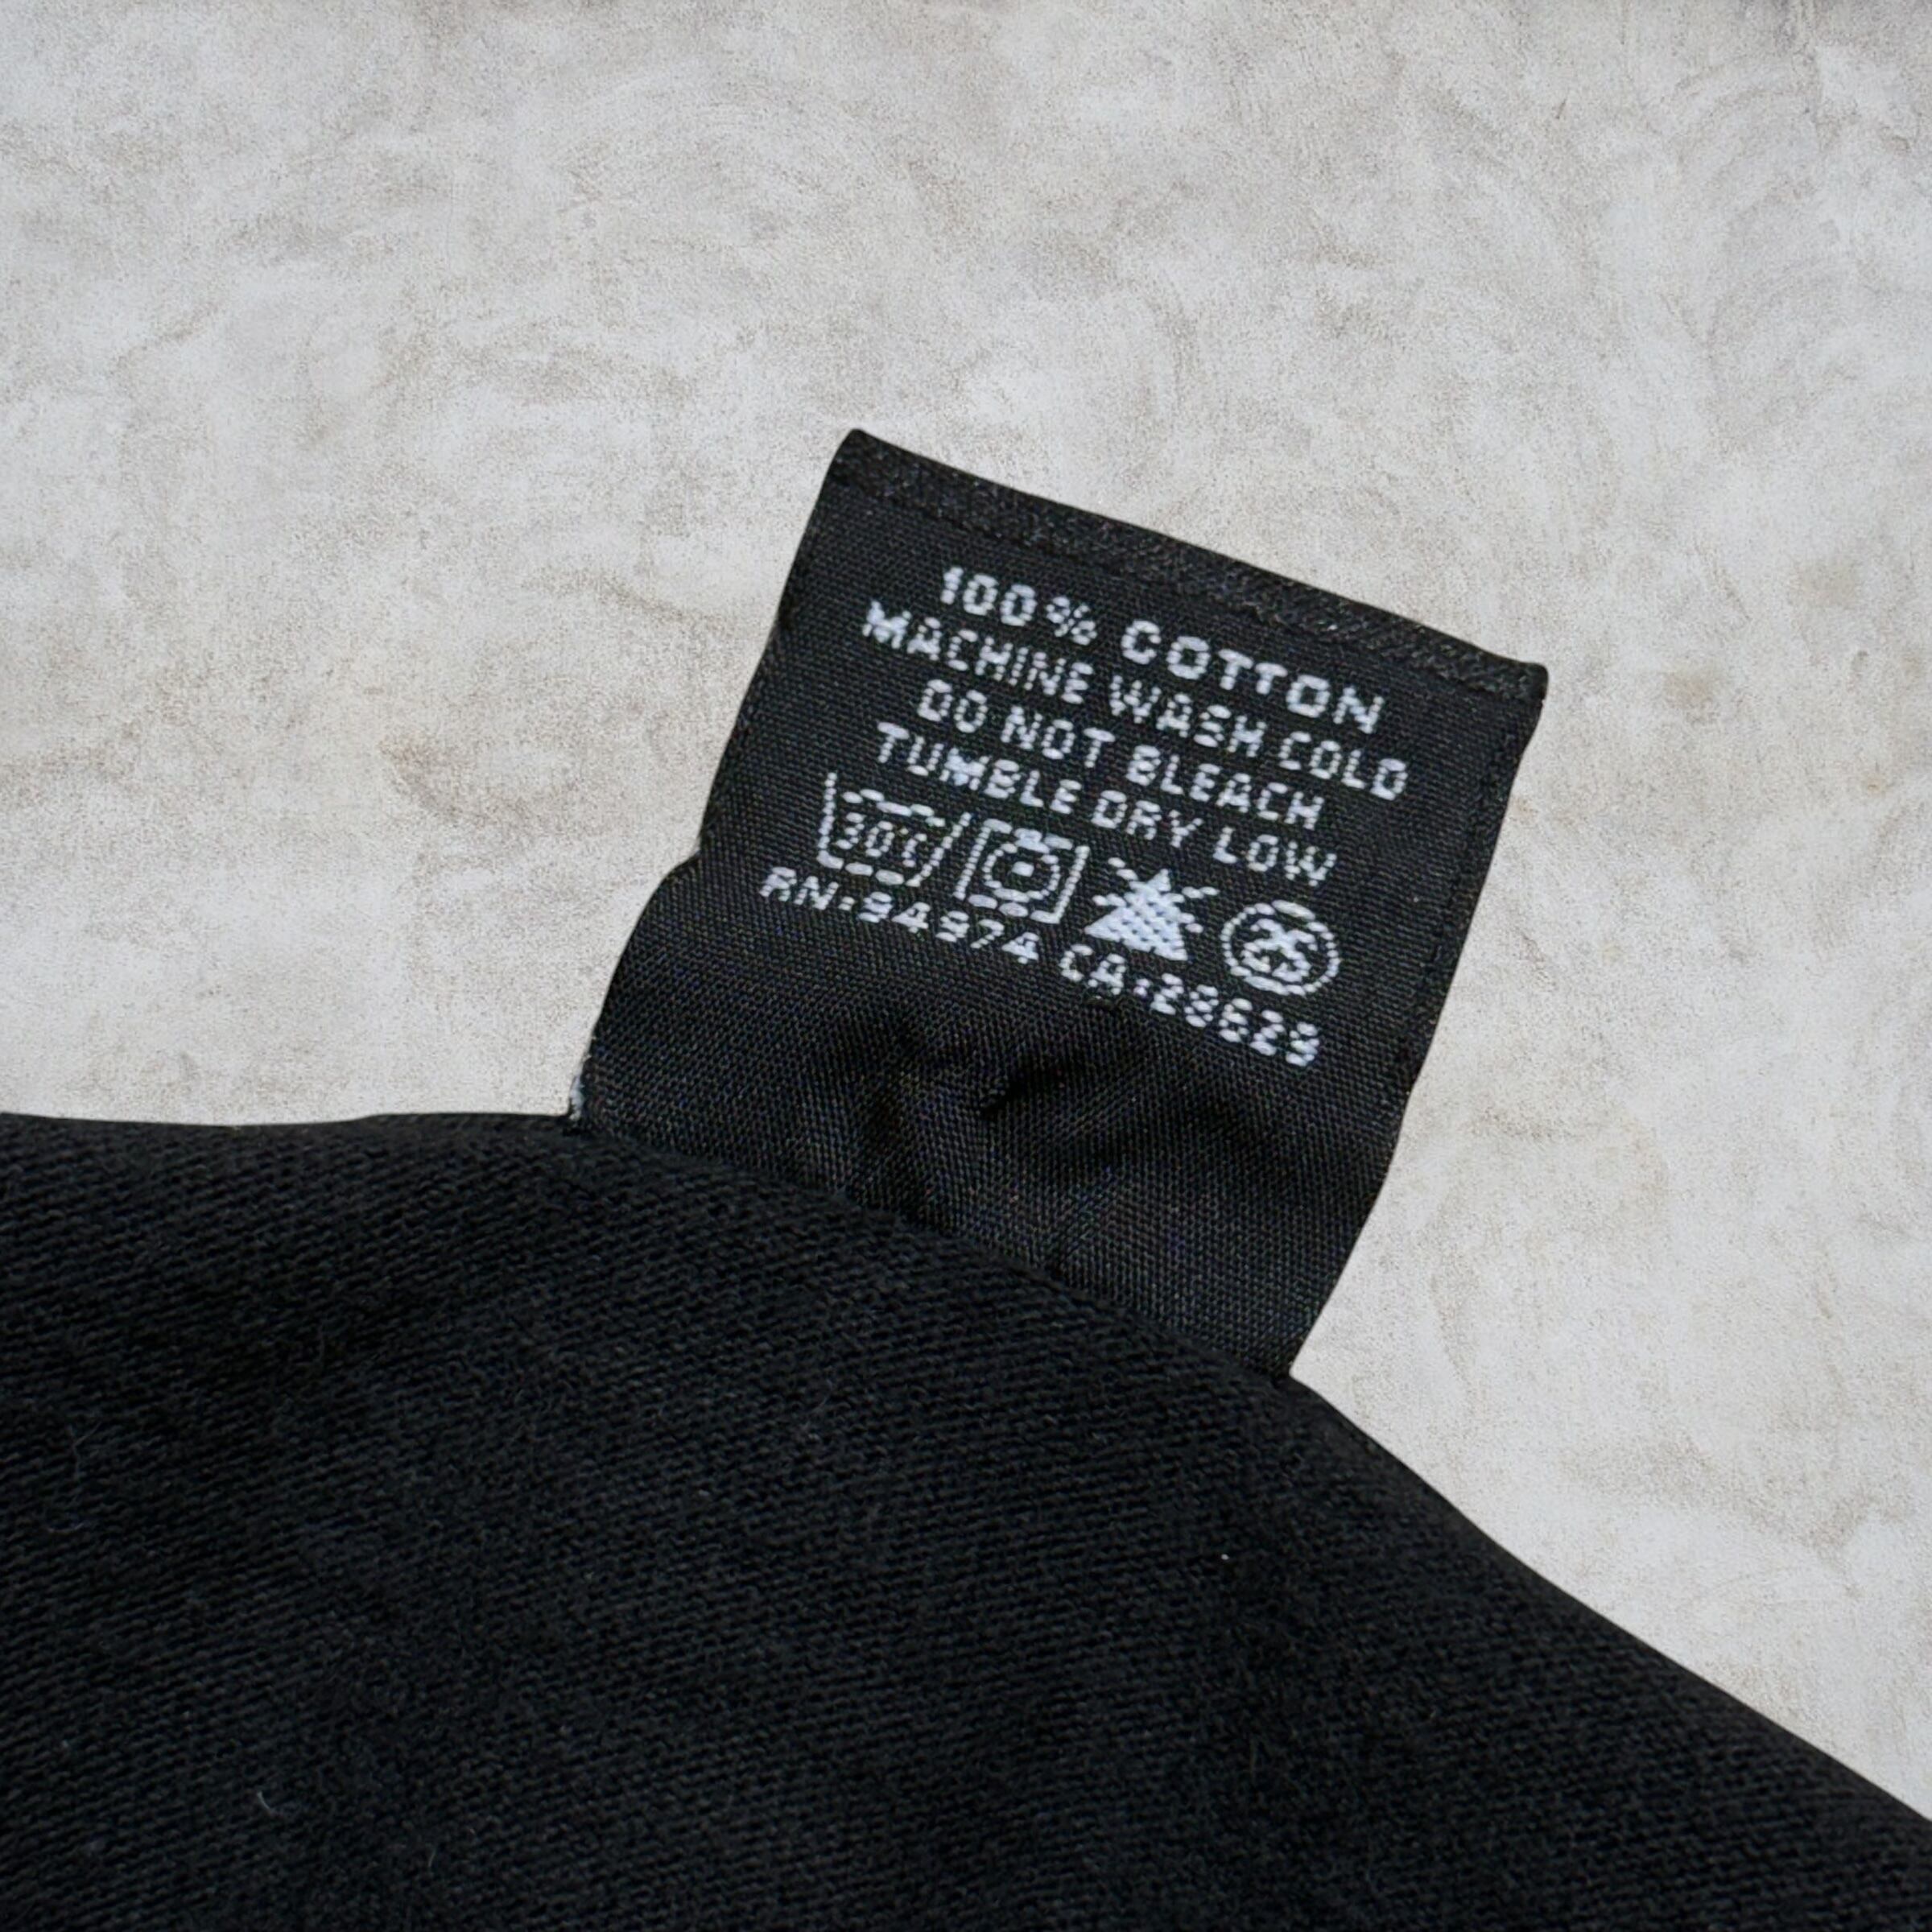 100% COTTON
MACHINE WASH COLD
DO NOT BLEACH
TUMBLE DRY LOW
30°C
RN:94974 CA:28629